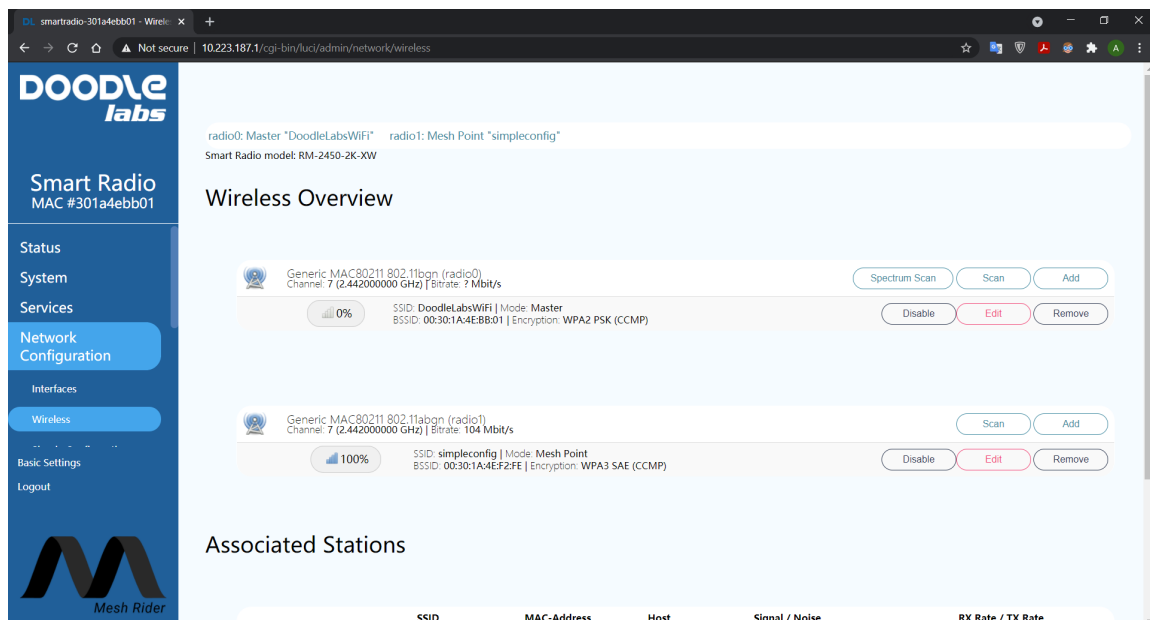 DL smartradio-301a4ebb01 - Wirele
Not secure | 10.223.187.1/cgi-bin/luci/admin/network/wireless
A
DOODLE
labs
Smart Radio
MAC #301a4ebb01
Status
System
Services
Network
Configuration
Interfaces
Wireless
Basic Settings
Logout
Mesh Rider
radio0: Master "DoodleLabsWiFi" radio1: Mesh Point "simpleconfig"
Smart Radio model: RM-2450-2K-XW
Wireless Overview
Generic MAC80211 802.11bgn (radio0)
Channel: 7 (2.442000000 GHz) | Bitrate: ? Mbit/s
Spectrum Scan Scan Add
0%
SSID: DoodleLabsWiFi | Mode: Master
BSSID: 00:30:1A:4E:BB:01 | Encryption: WPA2 PSK (CCMP)
Disable Edit Remove
Generic MAC80211 802.11abgn (radio1)
Channel: 7 (2.442000000 GHz) | Bitrate: 104 Mbit/s
Scan Add
100%
SSID: simpleconfig | Mode: Mesh Point
BSSID: 00:30:1A:4E:F2:FE | Encryption: WPA3 SAE (CCMP)
Disable Edit Remove
Associated Stations
SSID MAC-Address Host Signal / Noise RX Rate / TX Rate